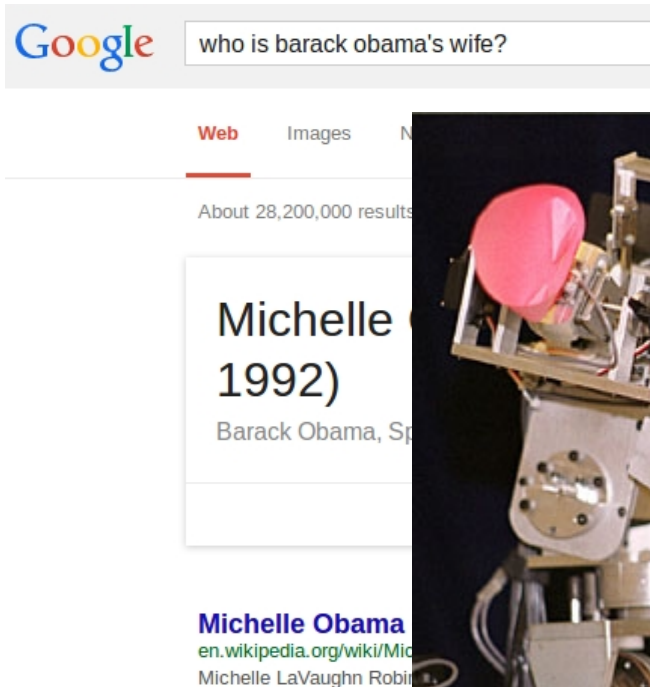 Google
who is barack obama's wife?
Web Images N
About 28,200,000 results
Michelle
1992)
Barack Obama, Sp
Michelle Obama
en.wikipedia.org/wiki/Mic
Michelle LaVaughn Robi